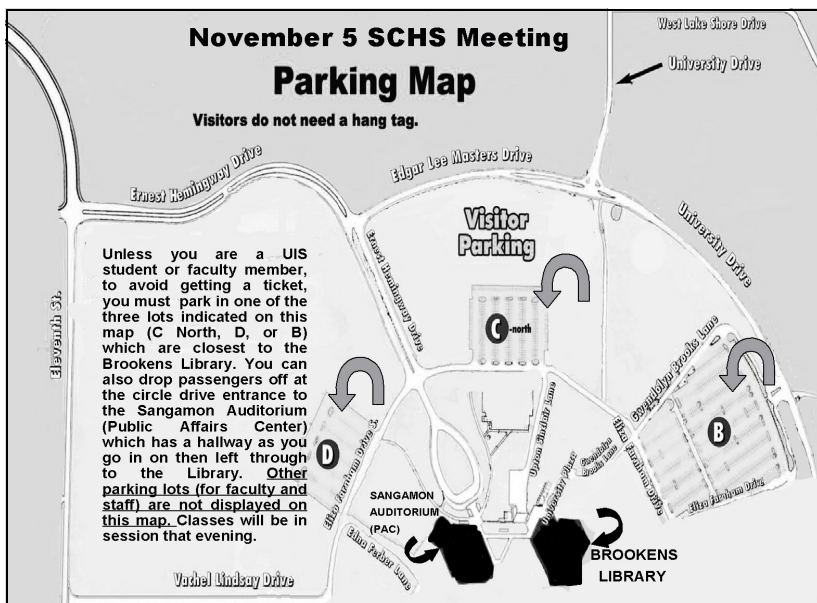 November 5 SCHS Meeting
Parking Map
Visitors do not need a hang tag.
West Lake Shore Drive
University Drive
Ernest Hemingway Drive
Edgar Lee Masters Drive
University Drive
Visitor
Parking
Ernest Hemingway Drive
Eleventh St.
Unless you are a UIS
student or faculty member,
to avoid getting a ticket,
you must park in one of the
three lots indicated on this
map (C North, D, or B)
which are closest to the
Brookens Library. You can
also drop passengers off at
the circle drive entrance to
the Sangamon Auditorium
(Public Affairs Center)
which has a hallway as you
go in on then left through
to the Library. Other
parking lots (for faculty and
staff) are not displayed on
this map. Classes will be in
session that evening.
C -north
Gwendolyn Brooks Lane
B
D
Upton Sinclair Lane
Eliza Farnham Drive S.
Eliza Farnham Drive
Gwendolyn
Brooks Lane
University Plaza
Eliza Farnham Drive
SANGAMON
AUDITORIUM
(PAC)
Edna Ferber Lane
BROOKENS
LIBRARY
Vachel Lindsay Drive